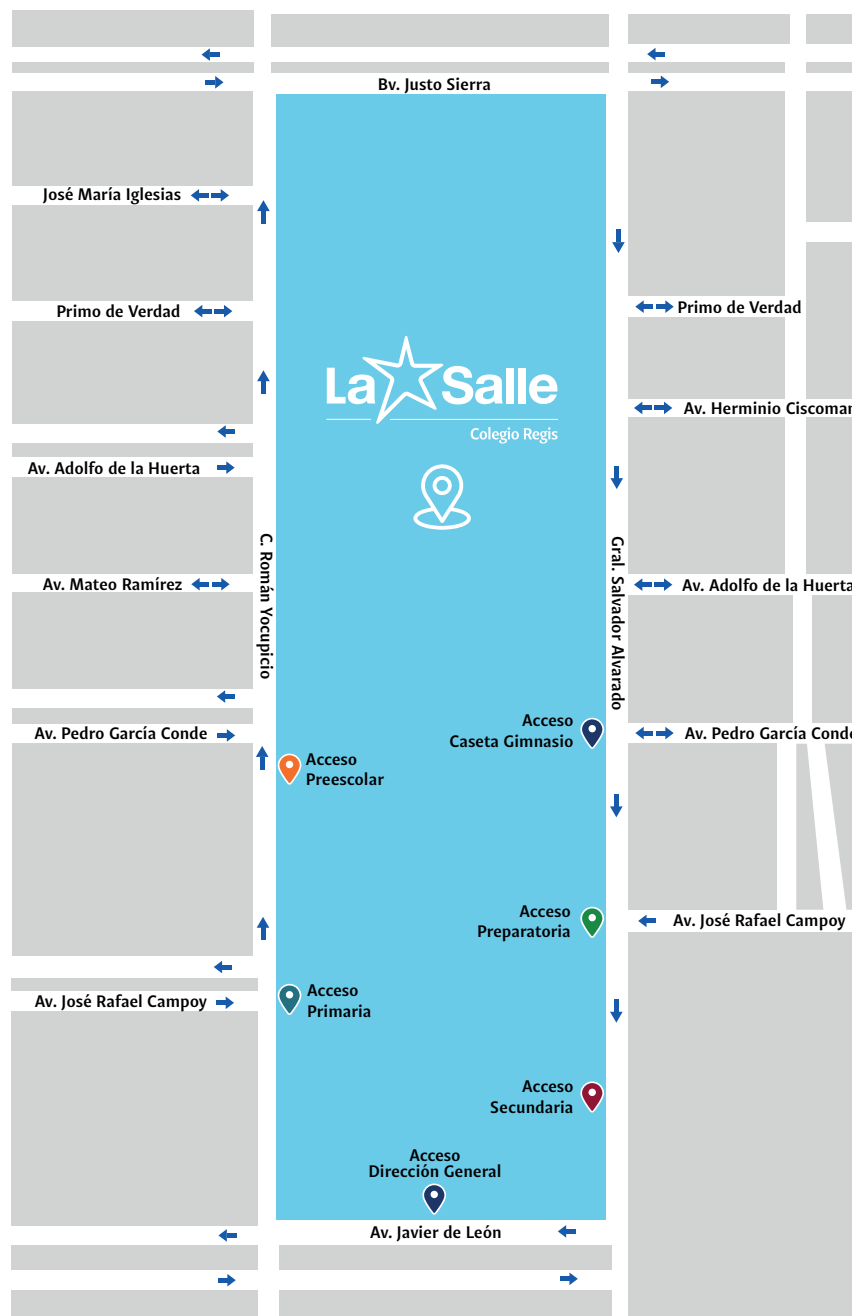 Bv. Justo Sierra
José María Iglesias
Primo de Verdad
Primo de Verdad
La Salle
Colegio Regis
Av. Herminio Ciscomar
Av. Adolfo de la Huerta
C. Román Yocupicio
Gral. Salvador Alvarado
Av. Mateo Ramírez
Av. Adolfo de la Huerta
Acceso
Caseta Gimnasio
Av. Pedro García Conde
Av. Pedro García Conde
Acceso
Preescolar
Acceso
Preparatoria
Av. José Rafael Campoy
Acceso
Primaria
Av. José Rafael Campoy
Acceso
Secundaria
Acceso
Dirección General
Av. Javier de León